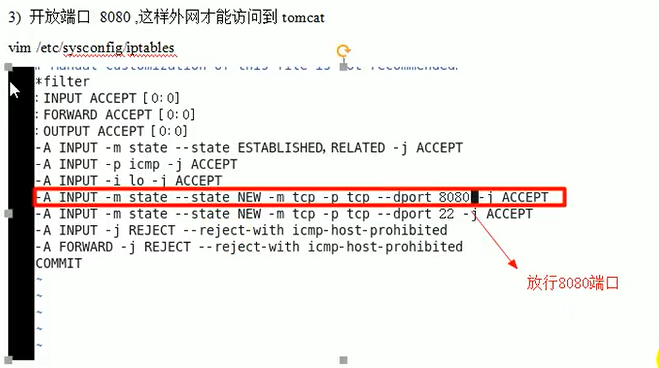 3) 开放端口 8080 ,这样外网才能访问到 tomcat
vim /etc/sysconfig/iptables
# Manual customization of this file is not recommended.
*filter
:INPUT ACCEPT [0:0]
:FORWARD ACCEPT [0:0]
:OUTPUT ACCEPT [0:0]
-A INPUT -m state --state ESTABLISHED,RELATED -j ACCEPT
-A INPUT -p icmp -j ACCEPT
-A INPUT -i lo -j ACCEPT
-A INPUT -m state --state NEW -m tcp -p tcp --dport 8080 -j ACCEPT
-A INPUT -m state --state NEW -m tcp -p tcp --dport 22 -j ACCEPT
-A INPUT -j REJECT --reject-with icmp-host-prohibited
-A FORWARD -j REJECT --reject-with icmp-host-prohibited
COMMIT
~
~
放行8080端口
~
~
~